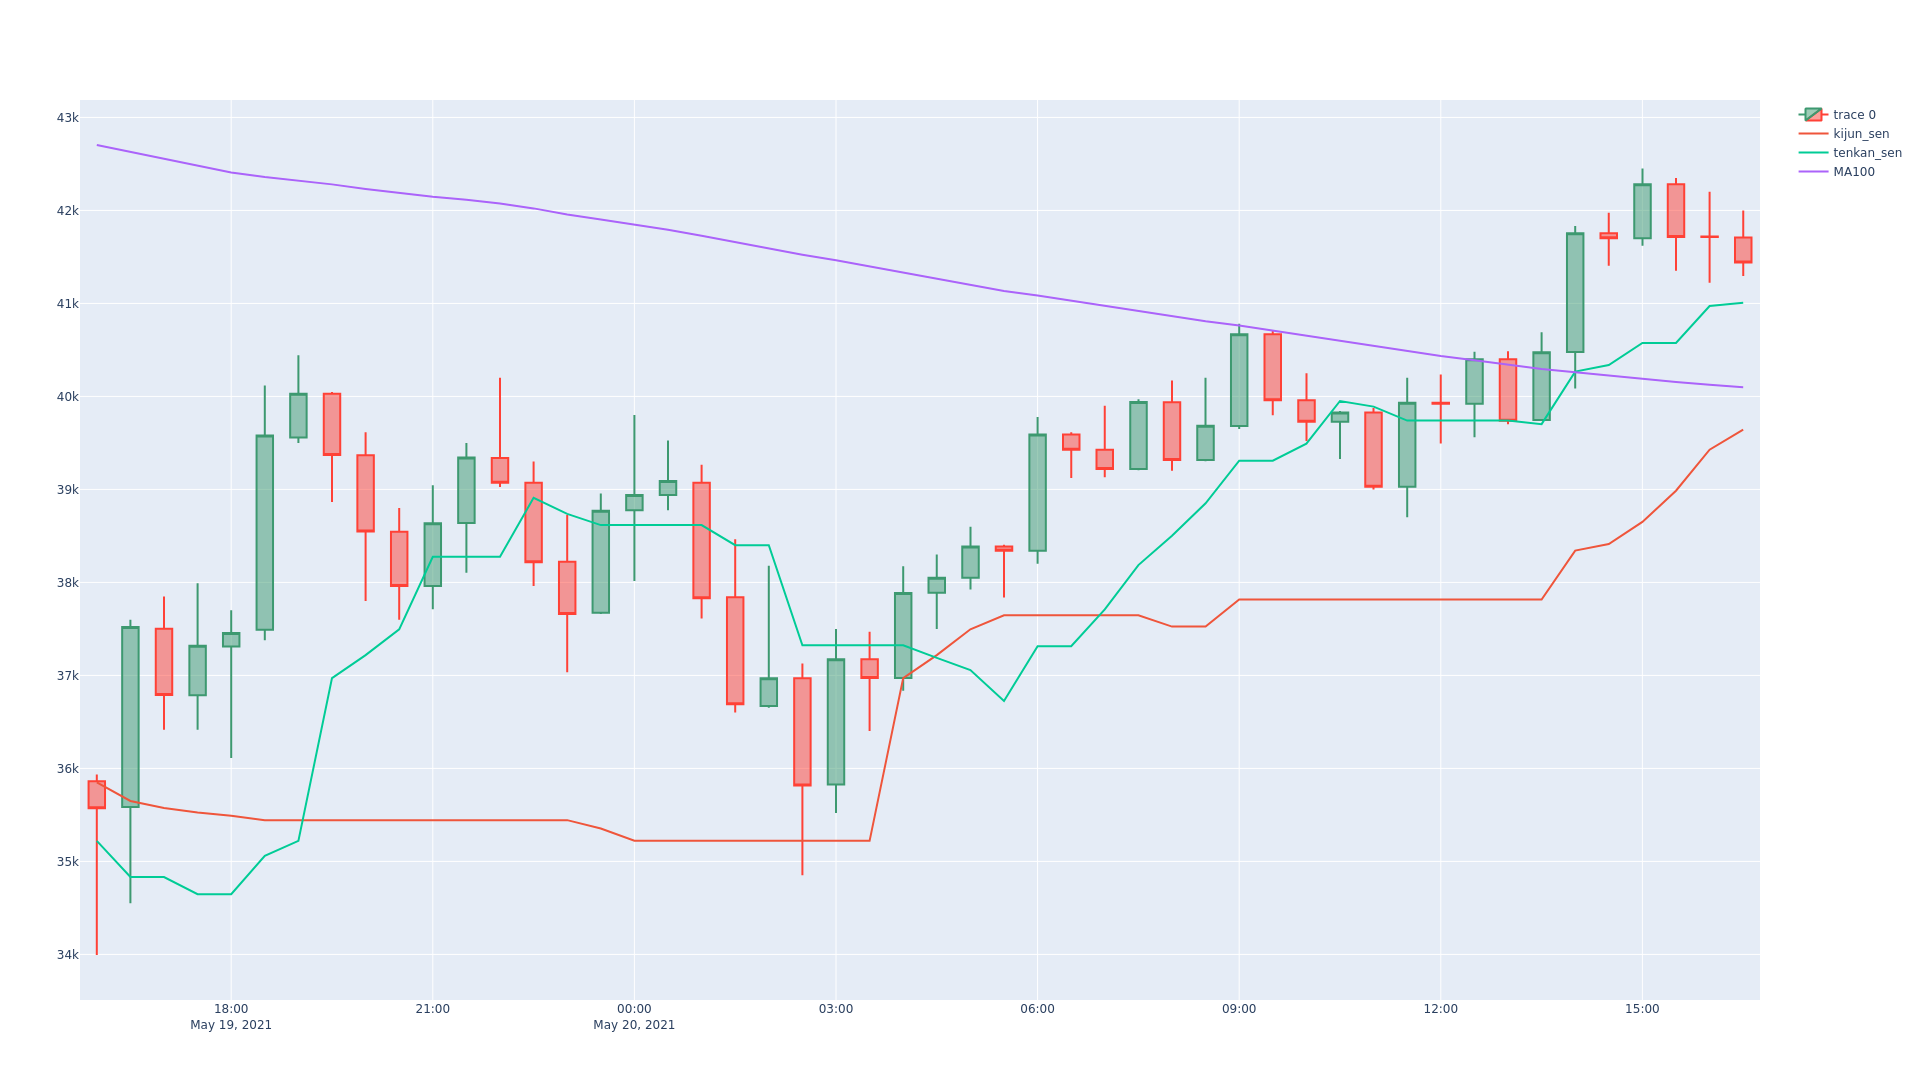 43k
42k
41k
40k
39k
38k
37k
36k
35k
34k
18:00
May 19, 2021
21:00
00:00
May 20, 2021
03:00
06:00
09:00
12:00
15:00
trace 0
kijun_sen
tenkan_sen
MA100